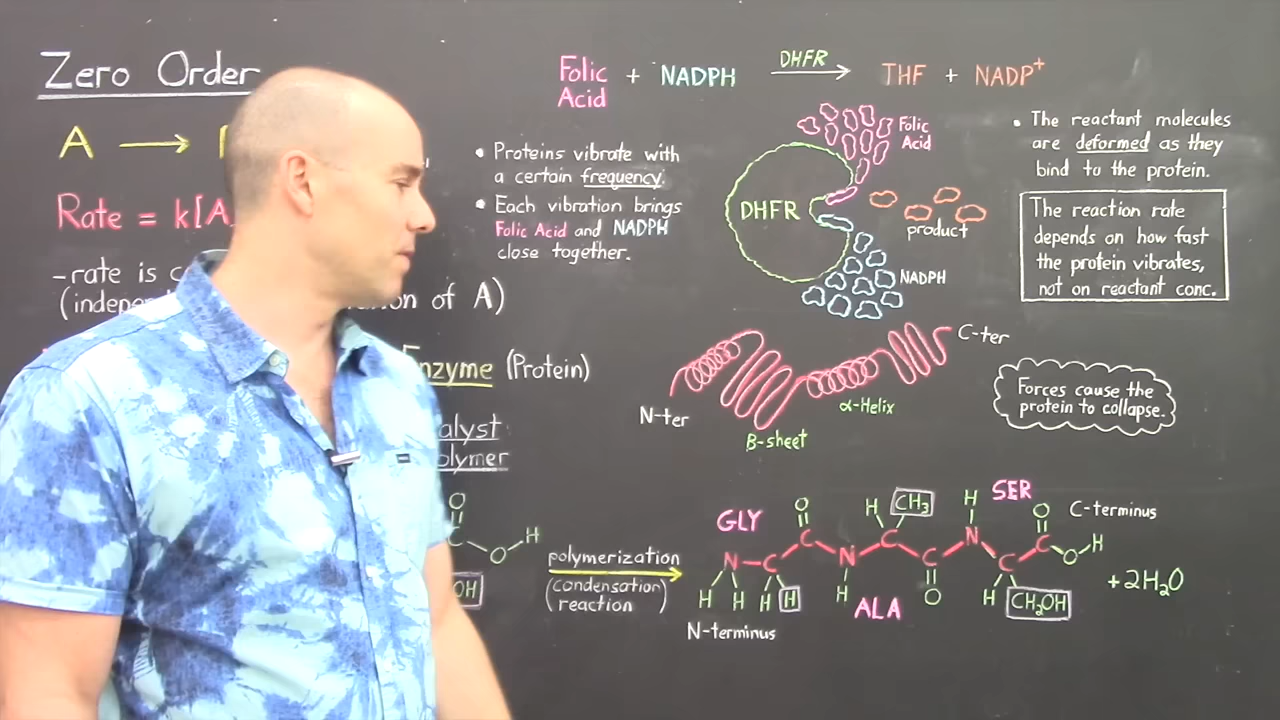 Zero Order
A →
Rate = k[A
- rate is c
(indepen on of A)
nzyme (Protein)
alyst
olymer
O
C O H
OH
Folic Acid + NADPH DHFR → THF + NADP+
• Proteins vibrate with
a certain frequency.
• Each vibration brings
Folic Acid and NADPH
close together.
Folic
Acid
DHFR
product
NADPH
• The reactant molecules
are deformed as they
bind to the protein.
The reaction rate
depends on how fast
the protein vibrates,
not on reactant conc.
C-ter
N-ter
α-Helix
β-sheet
Forces cause the
protein to collapse.
polymerization
(condensation
reaction)
GLY O H CH3 H SER O C-terminus
N C C N C C N C C O H
H H H H H ALA O H CH2OH + 2H2O
N-terminus